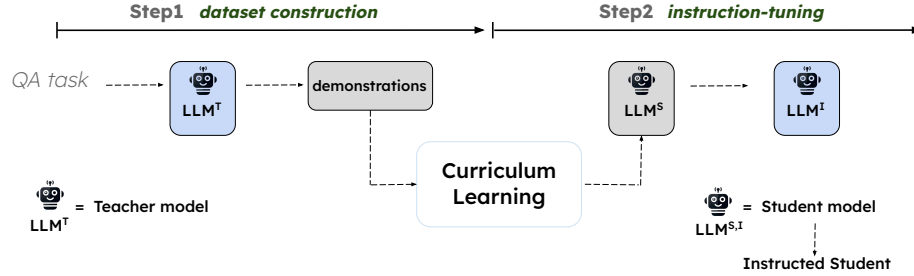 Step1 dataset construction
Step2 instruction-tuning
QA task
LLM^T
demonstrations
LLM^S
LLM^I
Curriculum
Learning
LLM^T = Teacher model
LLM^S,I = Student model
Instructed Student